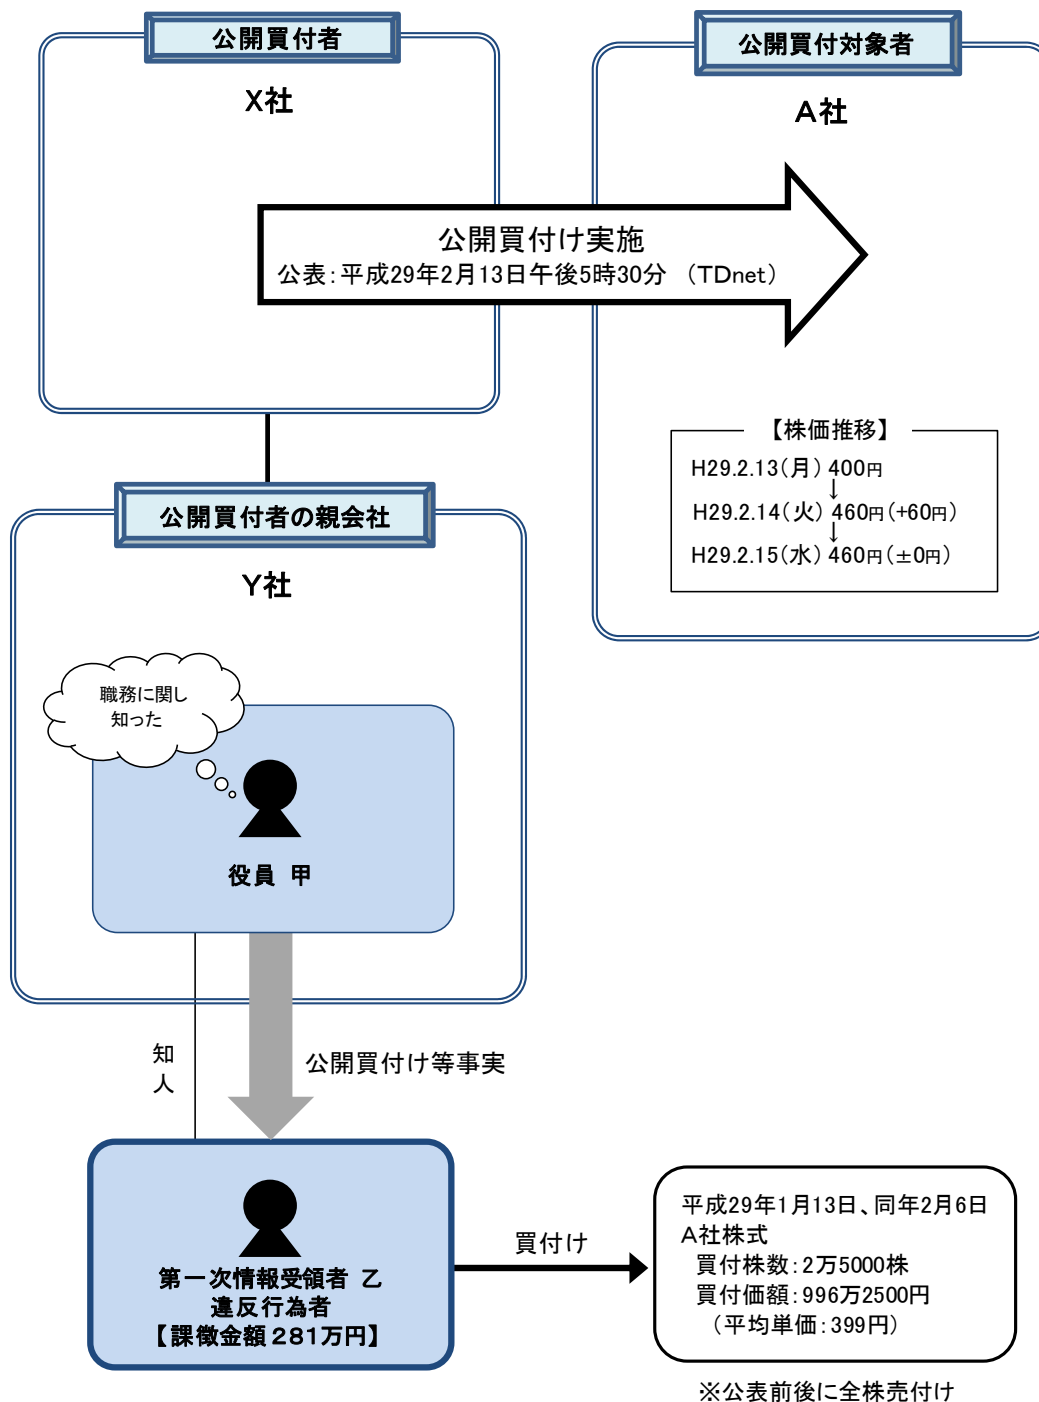 公開買付者
X社
公開買付対象者
A社
公開買付け実施
公表：平成29年2月13日午後5時30分　（TDnet）
【株価推移】
H29.2.13（月） 400円
↓
H29.2.14（火） 460円（+60円）
↓
H29.2.15（水） 460円（±0円）
公開買付者の親会社
Y社
職務に関し
知った
役員　甲
知人
公開買付け等事実
第一次情報受領者　乙
違反行為者
【課徴金額 281万円】
買付け
平成29年1月13日、同年2月6日
A社株式
買付株数：2万5000株
買付価額：996万2500円
（平均単価：399円）
※公表前後に全株売付け